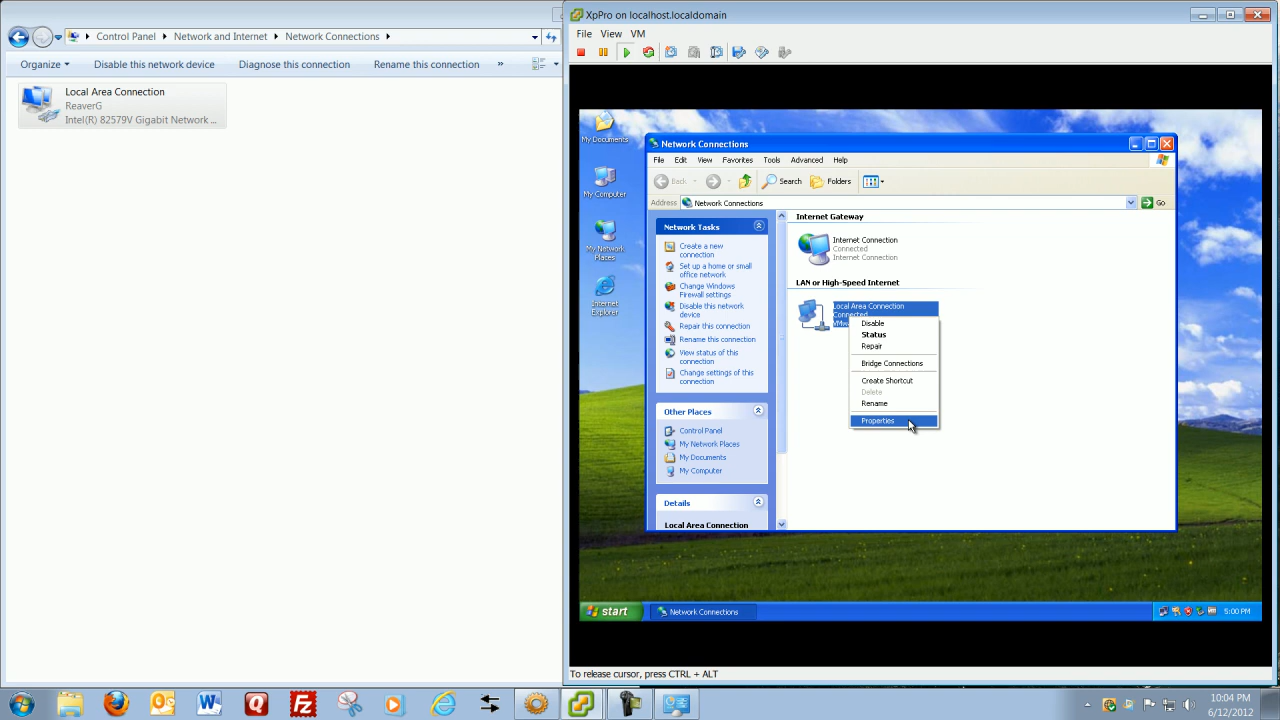 Control Panel Network and Internet Network Connections
Organize Disable this network device Diagnose this connection Rename this connection »
Local Area Connection
ReaverG
Intel(R) 82579V Gigabit Network ...
XpPro on localhost.localdomain
File View VM
My Documents
My Computer
My Network Places
Internet Explorer
Network Connections
File Edit View Favorites Tools Advanced Help
Back Search Folders
Address Network Connections Go
Network Tasks
Create a new
connection
Set up a home or small
office network
Change Windows
Firewall settings
Disable this network
device
Repair this connection
Rename this connection
View status of this
connection
Change settings of this
connection
Other Places
Control Panel
My Network Places
My Documents
My Computer
Details
Local Area Connection
Internet Gateway
Internet Connection
Connected
Internet Connection
LAN or High-Speed Internet
Local Area Connection
Connected
Disable
Status
Repair
Bridge Connections
Create Shortcut
Delete
Rename
Properties
start Network Connections 5:00 PM
To release cursor, press CTRL + ALT
10:04 PM
6/12/2012